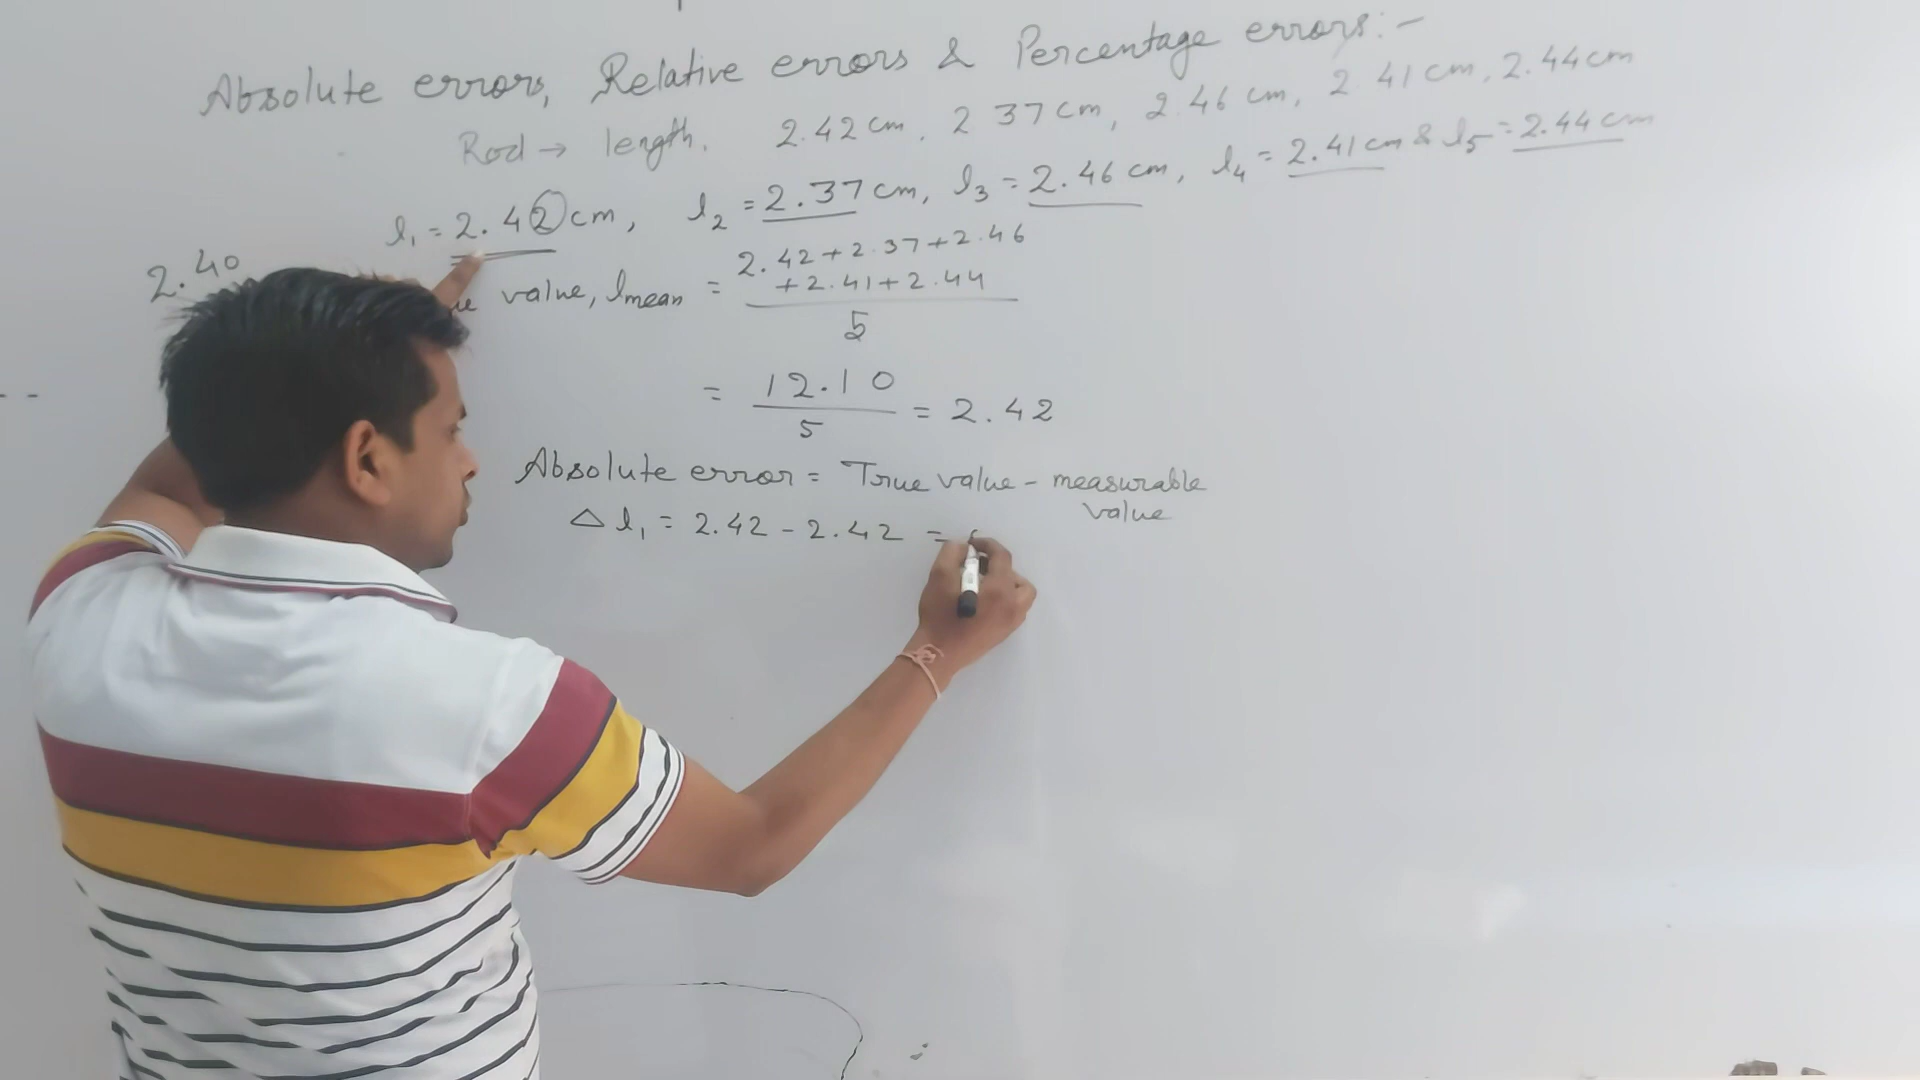 Absolute errors, Relative errors & Percentage errors:-
Rod → length. 2.42 cm, 2.37 cm, 2.46 cm, 2.41 cm, 2.44 cm
l₁ = 2.42 cm, l₂ = 2.37 cm, l₃ = 2.46 cm, l₄ = 2.41 cm & l₅ = 2.44 cm
2.40
value, lmean = 2.42+2.37+2.46
+2.41+2.44
5
= 12.10
5
= 2.42
Absolute error = True value - measurable
value
△l₁ = 2.42 - 2.42 =